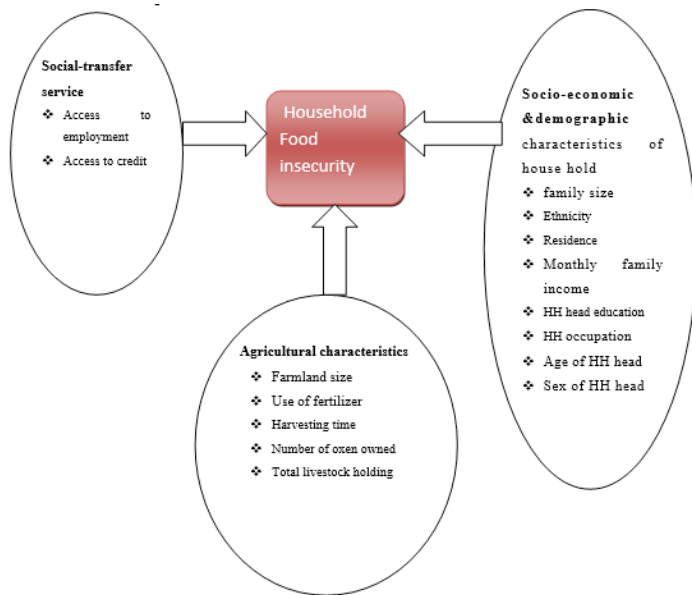 Social-transfer
service
❖ Access to
employment
❖ Access to credit
Household
Food
insecurity
Socio-economic
&demographic
characteristics of
house hold
❖ family size
❖ Ethnicity
❖ Residence
❖ Monthly family
income
❖ HH head education
❖ HH occupation
❖ Age of HH head
❖ Sex of HH head
Agricultural characteristics
❖ Farmland size
❖ Use of fertilizer
❖ Harvesting time
❖ Number of oxen owned
❖ Total livestock holding